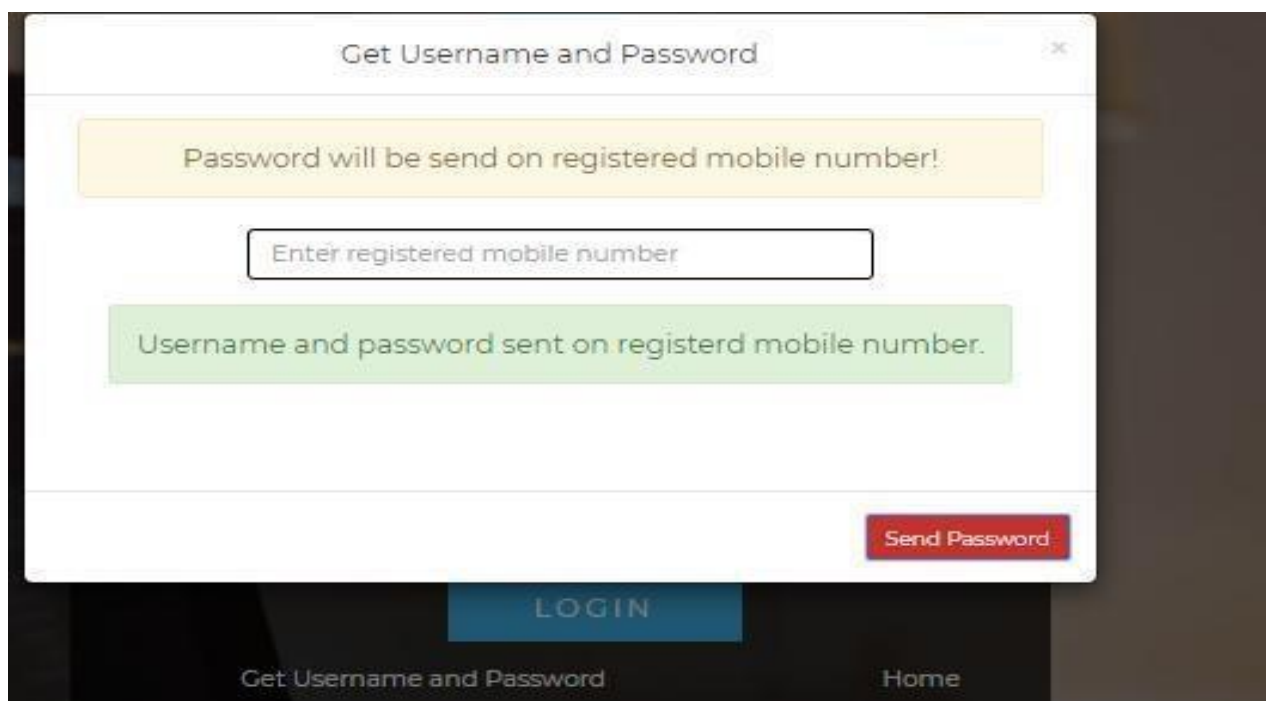 Get Username and Password ×
Password will be send on registered mobile number!
Enter registered mobile number
Username and password sent on registerd mobile number.
Send Password
LOGIN
Get Username and Password Home